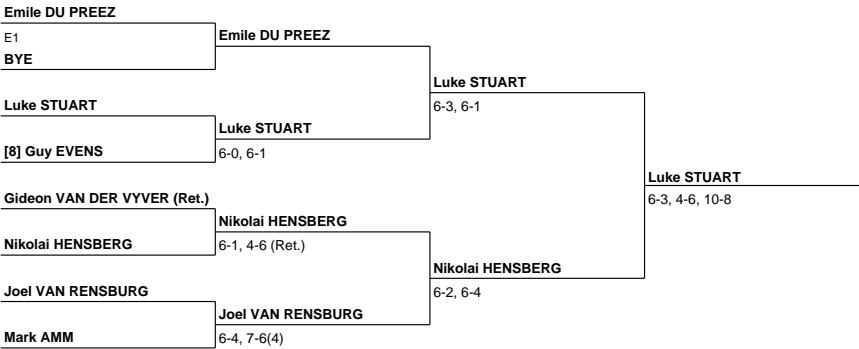 Emile DU PREEZ
E1
BYE
Luke STUART
[8] Guy EVENS
Gideon VAN DER VYVER (Ret.)
Nikolai HENSBERG
Joel VAN RENSBURG
Mark AMM
Emile DU PREEZ
Luke STUART
6-0, 6-1
Nikolai HENSBERG
6-1, 4-6 (Ret.)
Joel VAN RENSBURG
6-4, 7-6(4)
Luke STUART
6-3, 6-1
Nikolai HENSBERG
6-2, 6-4
Luke STUART
6-3, 4-6, 10-8